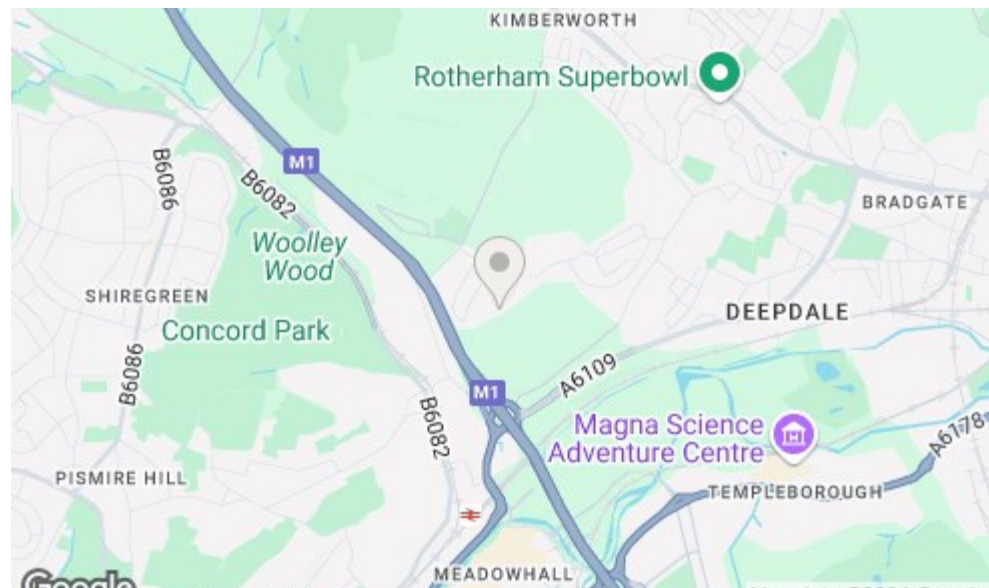 KIMBERWORTH
Rotherham Superbowl
M1
B6086
B6082
BRADGATE
Woolley
Wood
SHIREGREEN
DEEPDALE
Concord Park
B6086
A6109
M1
B6082
Magna Science
Adventure Centre
A6178
PISMIRE HILL
TEMPLEBOROUGH
MEADOWHALL
Google